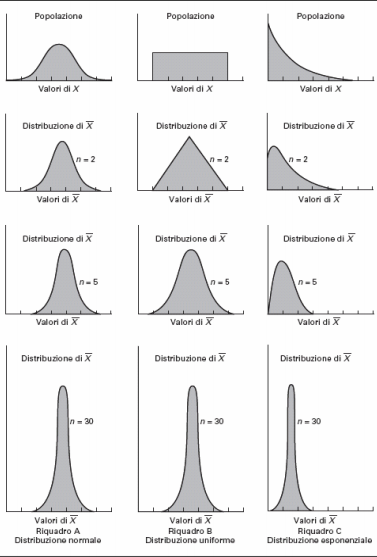 Popolazione Popolazione Popolazione
Valori di X Valori di X Valori di X
Distribuzione di X̅ Distribuzione di X̅ Distribuzione di X̅
n = 2 n = 2 n = 2
Valori di X̅ Valori di X̅ Valori di X̅
Distribuzione di X̅ Distribuzione di X̅ Distribuzione di X̅
n = 5 n = 5 n = 5
Valori di X̅ Valori di X̅ Valori di X̅
Distribuzione di X̅ Distribuzione di X̅ Distribuzione di X̅
n = 30 n = 30 n = 30
Valori di X̅ Valori di X̅ Valori di X̅
Riquadro A Riquadro B Riquadro C
Distribuzione normale Distribuzione uniforme Distribuzione esponenziale